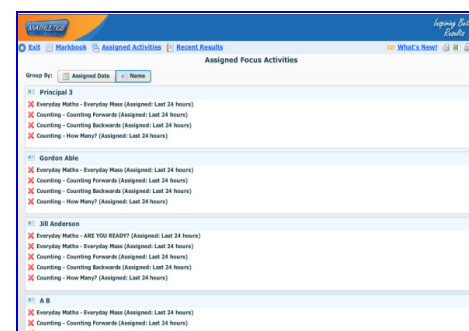 MATHLETICS
Inspiring
Results
Exit Markbook Assigned Activities Recent Results What's New!
Assigned Focus Activities
Group By: Assigned Date Name
Principal 3
Everyday Maths - Everyday Mass (Assigned: Last 24 hours)
Counting - Counting Forwards (Assigned: Last 24 hours)
Counting - Counting Backwards (Assigned: Last 24 hours)
Counting - How Many? (Assigned: Last 24 hours)
Gordon Able
Everyday Maths - Everyday Mass (Assigned: Last 24 hours)
Counting - Counting Forwards (Assigned: Last 24 hours)
Counting - Counting Backwards (Assigned: Last 24 hours)
Counting - How Many? (Assigned: Last 24 hours)
Jill Anderson
Everyday Maths - ARE YOU READY? (Assigned: Last 24 hours)
Everyday Maths - Everyday Mass (Assigned: Last 24 hours)
Counting - Counting Forwards (Assigned: Last 24 hours)
Counting - Counting Backwards (Assigned: Last 24 hours)
Counting - How Many? (Assigned: Last 24 hours)
A B
Everyday Maths - Everyday Mass (Assigned: Last 24 hours)
Counting - Counting Forwards (Assigned: Last 24 hours)